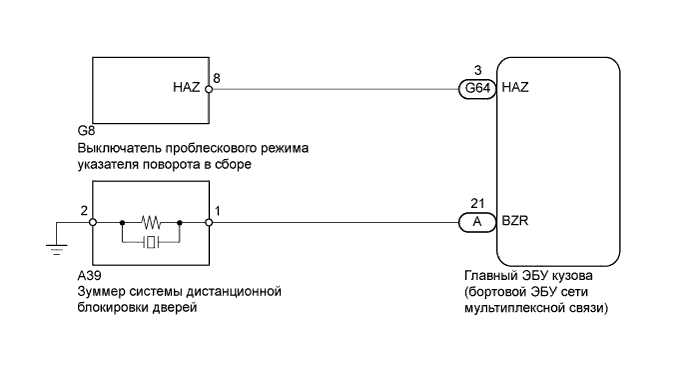 HAZ 8
3
G64 HAZ
G8
Выключатель проблескового режима
указателя поворота в сборе
2 1
21
A BZR
A39
Зуммер системы дистанционной
блокировки дверей
Главный ЭБУ кузова
(бортовой ЭБУ сети
мультиплексной связи)